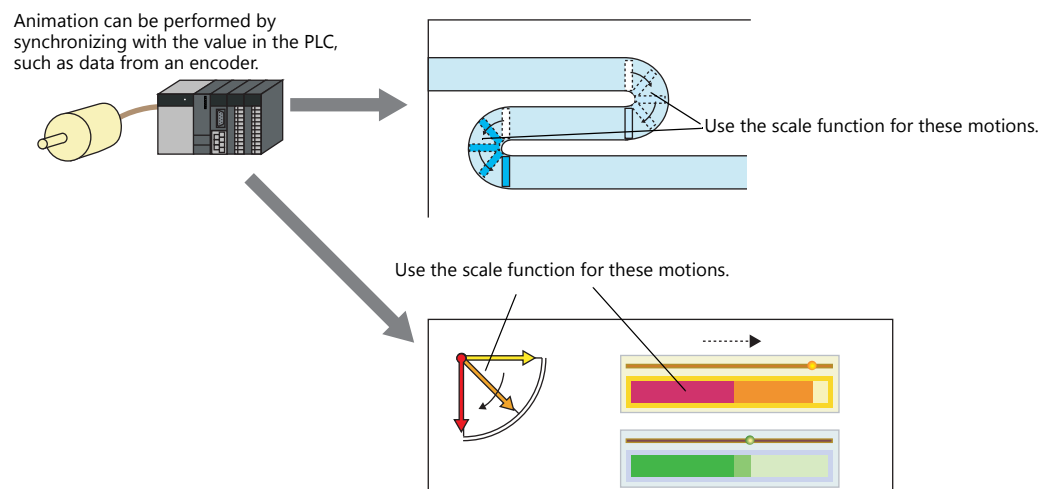 Animation can be performed by
synchronizing with the value in the PLC,
such as data from an encoder.
Use the scale function for these motions.
Use the scale function for these motions.